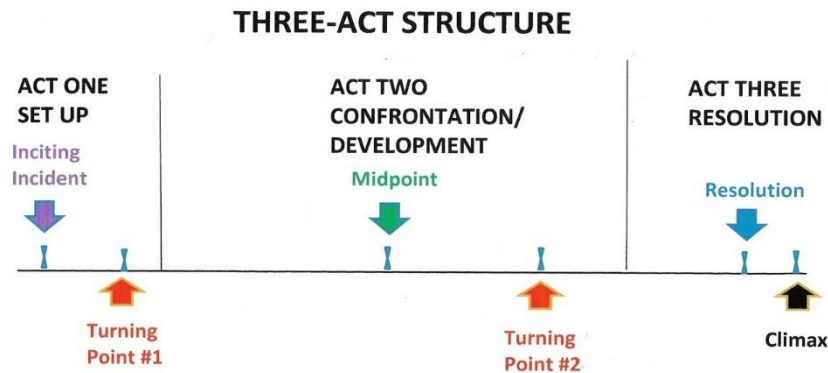 THREE-ACT STRUCTURE
ACT ONE
SET UP
Inciting
Incident
Turning
Point #1
ACT TWO
CONFRONTATION/
DEVELOPMENT
Midpoint
Turning
Point #2
ACT THREE
RESOLUTION
Resolution
Climax